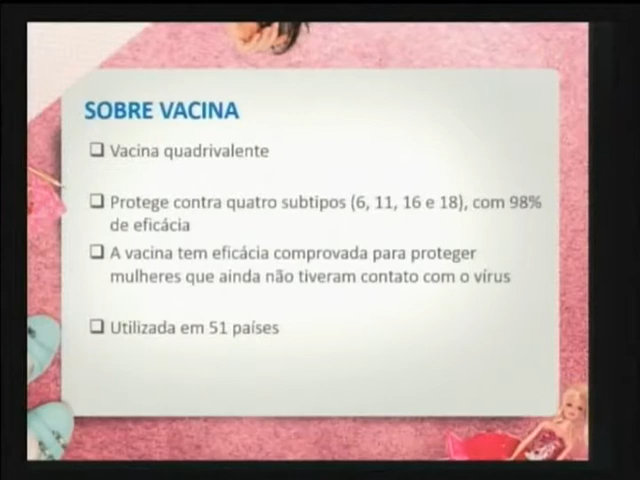 SOBRE VACINA
❑ Vacina quadrivalente
❑ Protege contra quatro subtipos (6, 11, 16 e 18), com 98%
de eficácia
❑ A vacina tem eficácia comprovada para proteger
mulheres que ainda não tiveram contato com o vírus
❑ Utilizada em 51 países